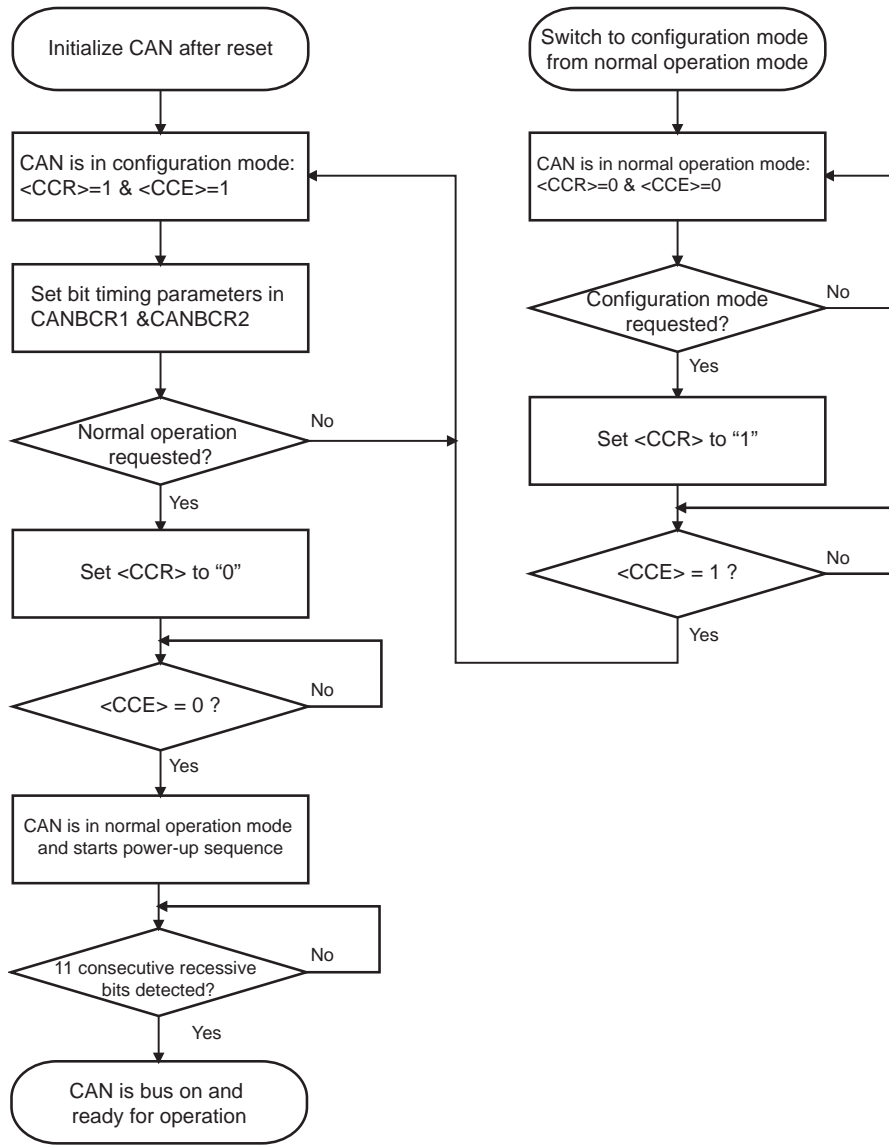 Initialize CAN after reset
CAN is in configuration mode:
<CCR>=1 & <CCE>=1
Set bit timing parameters in
CANBCR1 &CANBCR2
Normal operation
requested?
No
Yes
Set <CCR> to “0”
<CCE> = 0 ?
No
Yes
CAN is in normal operation mode
and starts power-up sequence
11 consecutive recessive
bits detected?
No
Yes
CAN is bus on and
ready for operation
Switch to configuration mode
from normal operation mode
CAN is in normal operation mode:
<CCR>=0 & <CCE>=0
Configuration mode
requested?
No
Yes
Set <CCR> to “1”
<CCE> = 1 ?
No
Yes